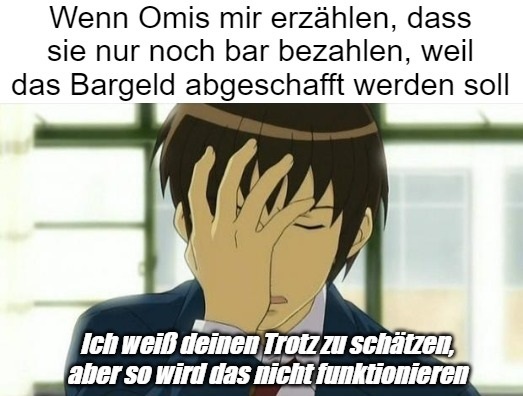 Wenn Omis mir erzählen, dass
sie nur noch bar bezahlen, weil
das Bargeld abgeschafft werden soll
Ich weiß deinen Trotz zu schätzen,
aber so wird das nicht funktionieren